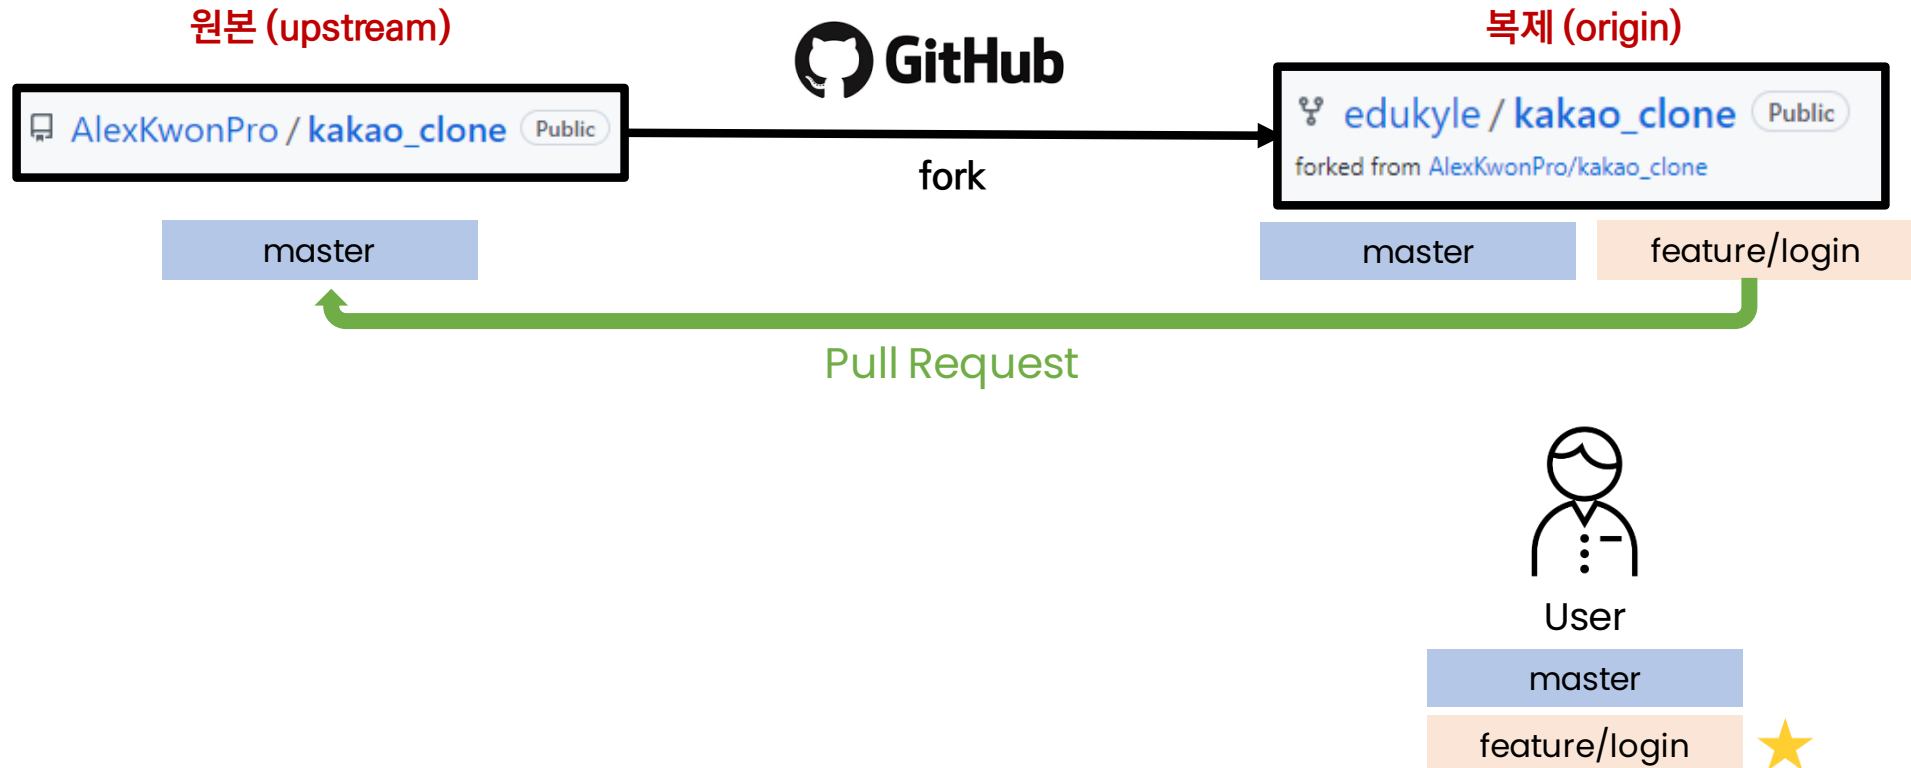 원본 (upstream)
GitHub
복제 (origin)
AlexKwonPro / kakao_clone Public
fork
edukyle / kakao_clone Public
forked from AlexKwonPro/kakao_clone
master
master
feature/login
Pull Request
User
master
feature/login